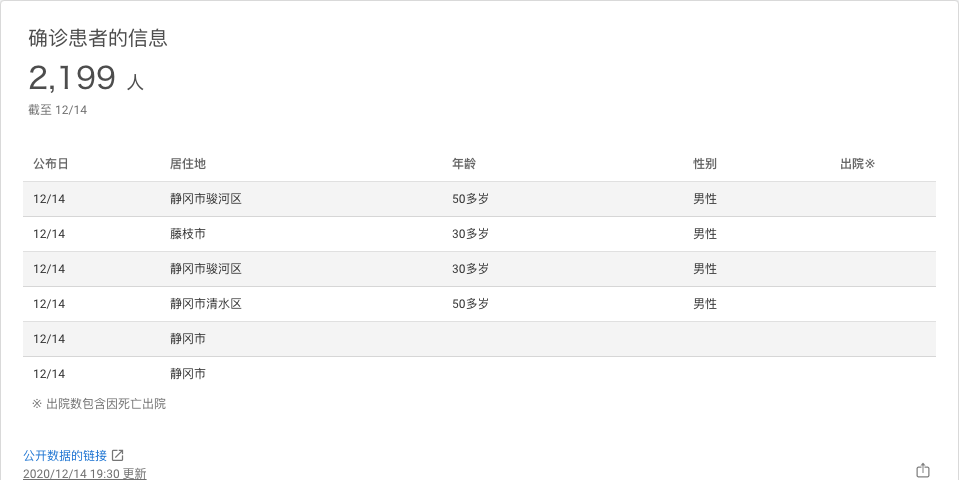 确诊患者的信息
2,199 人
截至 12/14
公布日 居住地 年龄 性别 出院※
12/14 静冈市骏河区 50多岁 男性
12/14 藤枝市 30多岁 男性
12/14 静冈市骏河区 30多岁 男性
12/14 静冈市清水区 50多岁 男性
12/14 静冈市
12/14 静冈市
※ 出院数包含因死亡出院
公开数据的链接
2020/12/14 19:30 更新